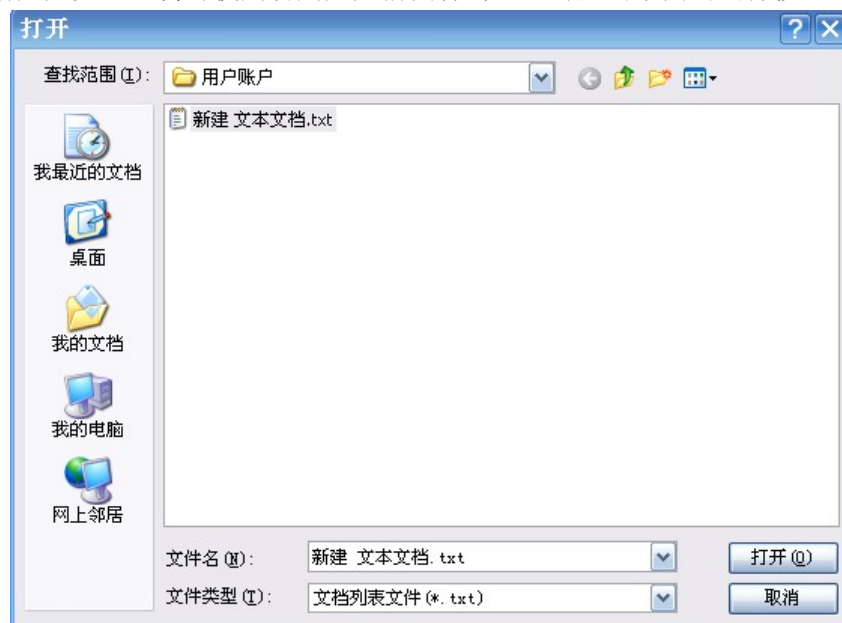 打开
查找范围(I): 用户账户
新建 文本文档.txt
我最近的文档
桌面
我的文档
我的电脑
网上邻居
文件名(N): 新建 文本文档.txt 打开(O)
文件类型(T): 文档列表文件(*.txt) 取消